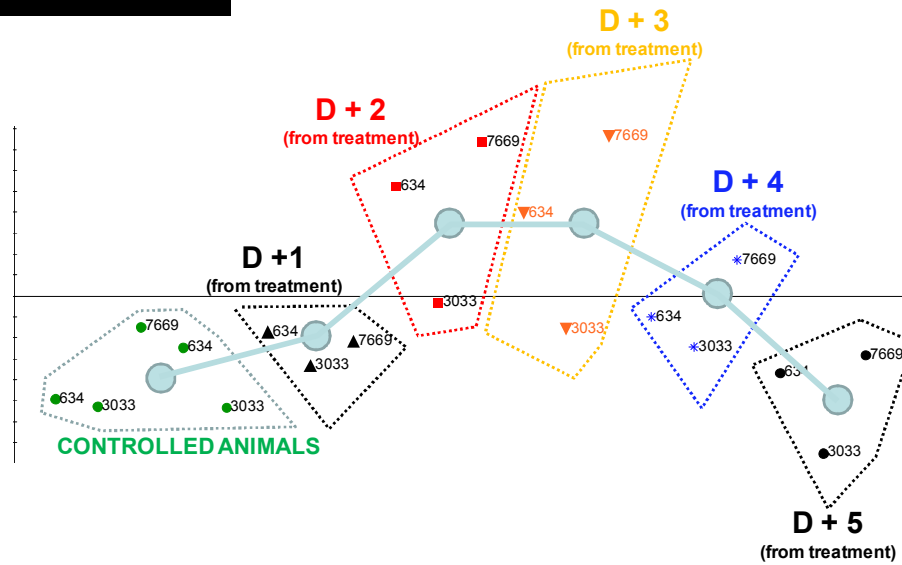 D + 3
(from treatment)
D + 2
(from treatment)
7669
7669
634
D + 4
(from treatment)
634
D +1
(from treatment)
7669
3033
634
7669
634
3033
7669
634
3033
3033
7669
634
634
3033
3033
CONTROLLED ANIMALS
3033
D + 5
(from treatment)